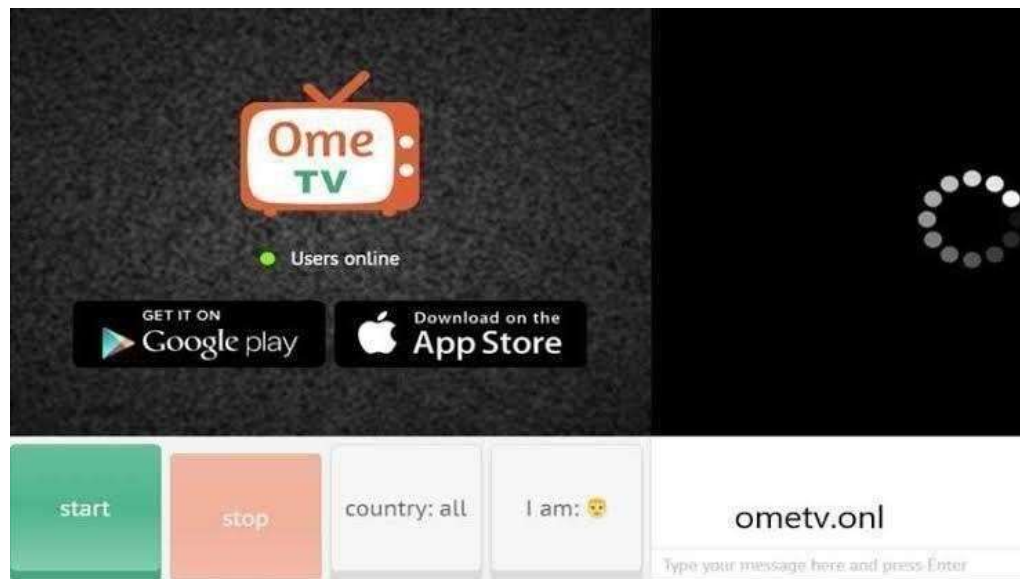 Ome
TV
Users online
GET IT ON
Google play
Download on the
App Store
start
stop
country: all
I am:
ometv.onl
Type your message here and press Enter